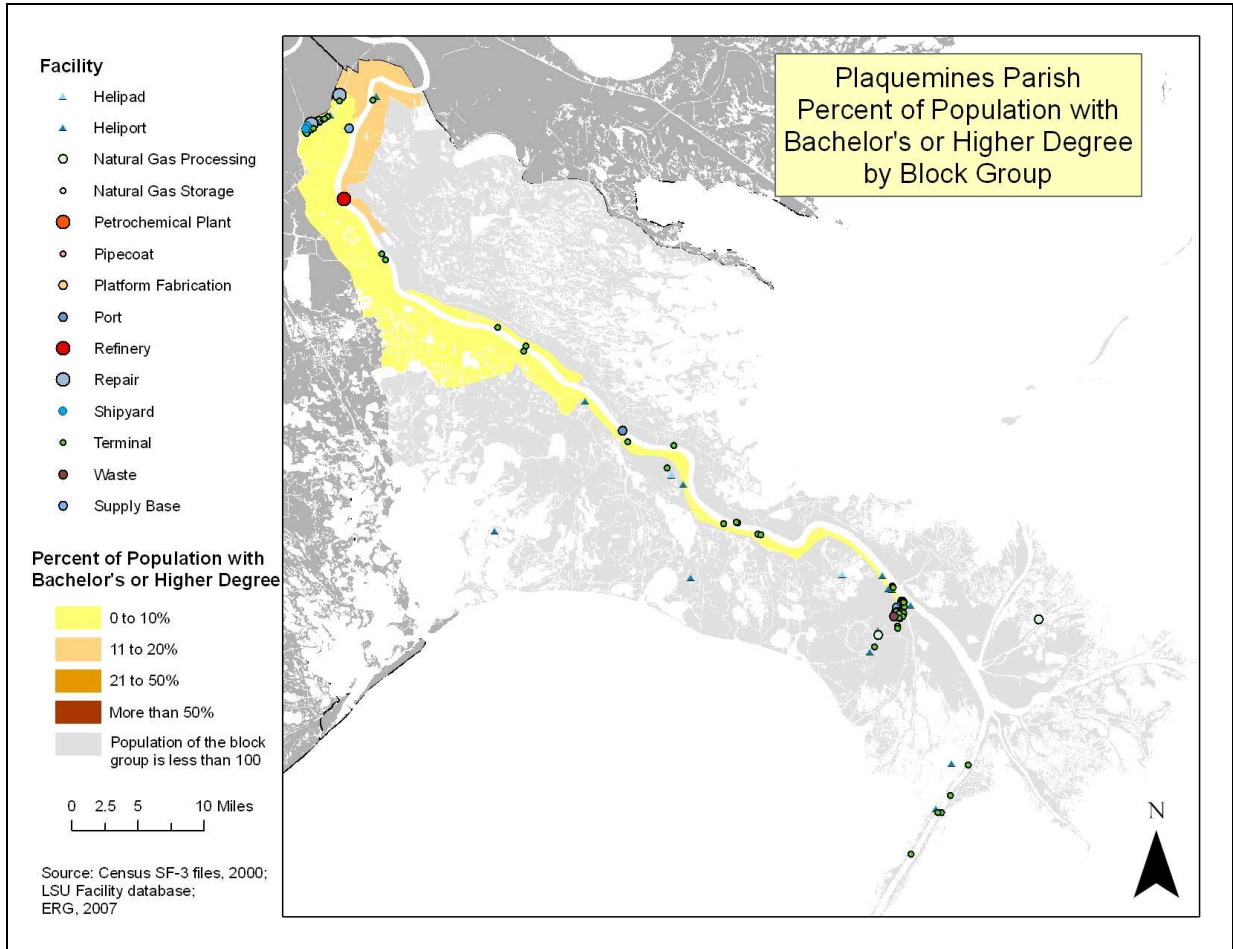 Plaquemines Parish
Percent of Population with
Bachelor's or Higher Degree
by Block Group
Facility
Helipad
Heliport
Natural Gas Processing
Natural Gas Storage
Petrochemical Plant
Pipecoat
Platform Fabrication
Port
Refinery
Repair
Shipyard
Terminal
Waste
Supply Base
Percent of Population with
Bachelor's or Higher Degree
0 to 10%
11 to 20%
21 to 50%
More than 50%
Population of the block
group is less than 100
0 2.5 5 10 Miles
Source: Census SF-3 files, 2000;
LSU Facility database;
ERG, 2007
N